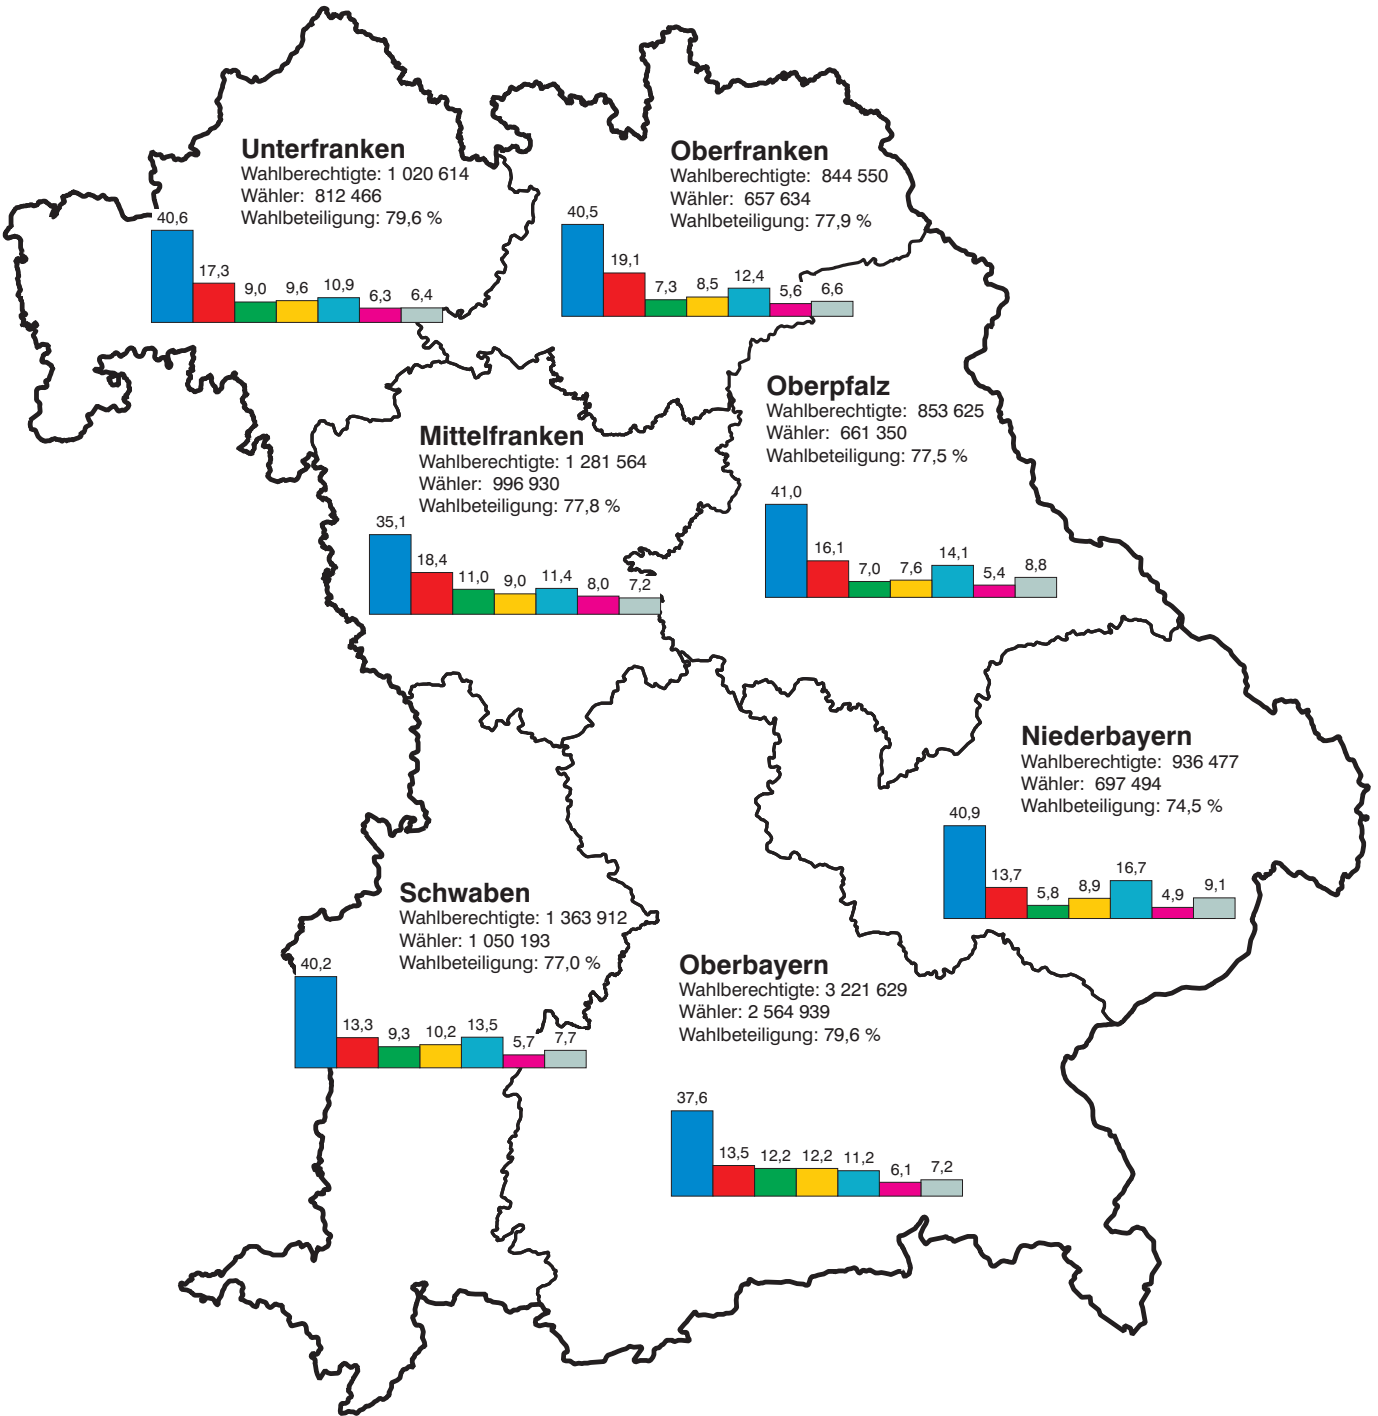 Unterfranken
Wahlberechtigte: 1 020 614
Wähler: 812 466
Wahlbeteiligung: 79,6 %
40,6 17,3 9,0 9,6 10,9 6,3 6,4
Oberfranken
Wahlberechtigte: 844 550
Wähler: 657 634
Wahlbeteiligung: 77,9 %
40,5 19,1 7,3 8,5 12,4 5,6 6,6
Mittelfranken
Wahlberechtigte: 1 281 564
Wähler: 996 930
Wahlbeteiligung: 77,8 %
35,1 18,4 11,0 9,0 11,4 8,0 7,2
Oberpfalz
Wahlberechtigte: 853 625
Wähler: 661 350
Wahlbeteiligung: 77,5 %
41,0 16,1 7,0 7,6 14,1 5,4 8,8
Niederbayern
Wahlberechtigte: 936 477
Wähler: 697 494
Wahlbeteiligung: 74,5 %
40,9 13,7 5,8 8,9 16,7 4,9 9,1
Schwaben
Wahlberechtigte: 1 363 912
Wähler: 1 050 193
Wahlbeteiligung: 77,0 %
40,2 13,3 9,3 10,2 13,5 5,7 7,7
Oberbayern
Wahlberechtigte: 3 221 629
Wähler: 2 564 939
Wahlbeteiligung: 79,6 %
37,6 13,5 12,2 12,2 11,2 6,1 7,2